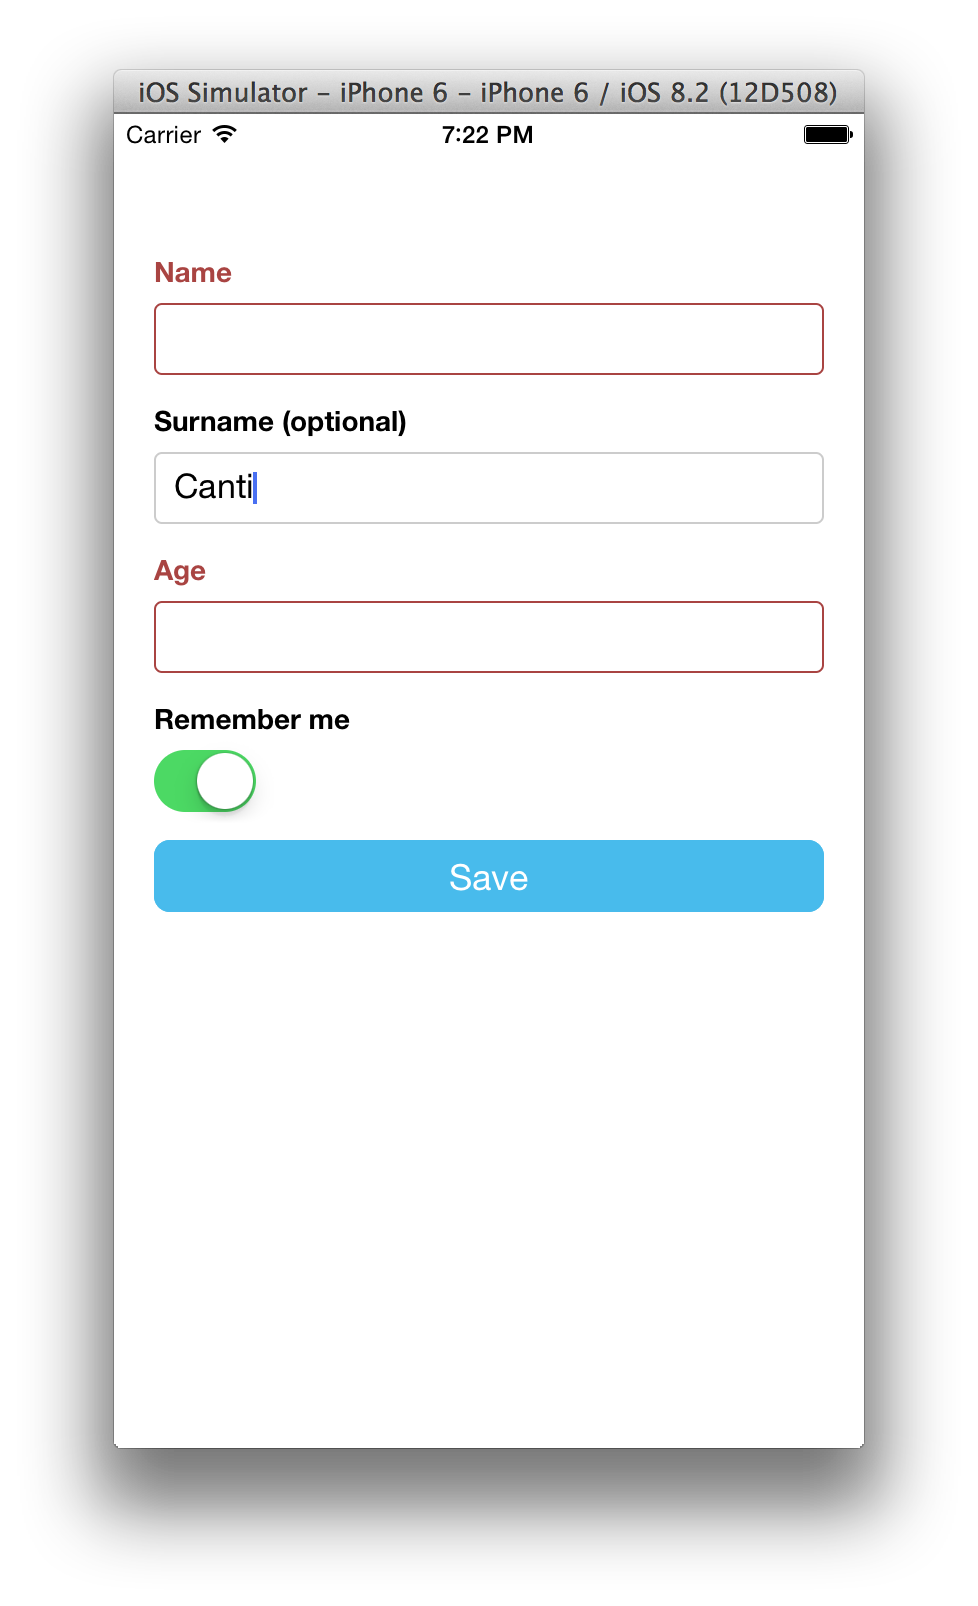 iOS Simulator – iPhone 6 – iPhone 6 / iOS 8.2 (12D508)
Carrier 7:22 PM
Name
Surname (optional)
Canti
Age
Remember me
Save